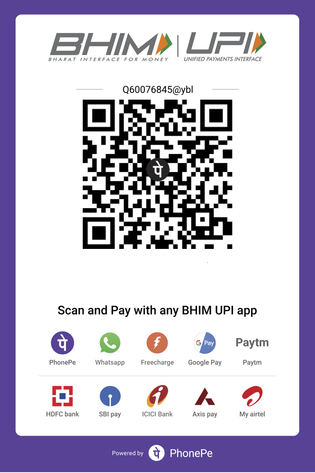 BHIM UPI
BHARAT INTERFACE FOR MONEY UNIFIED PAYMENTS INTERFACE
Q60076845@ybl
पे
Scan and Pay with any BHIM UPI app
पे G Pay Paytm
PhonePe Whatsapp Freecharge Google Pay Paytm
HDFC bank SBI pay ICICI Bank Axis pay My airtel
Powered by पे PhonePe